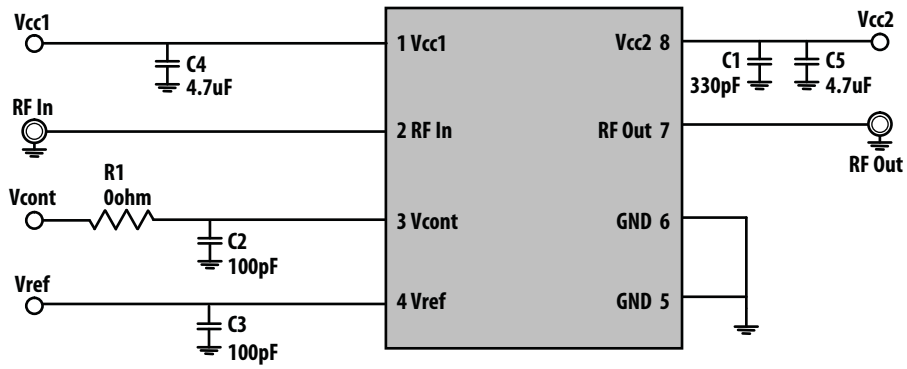 Vcc1
C4
4.7uF
RF In
R1
0ohm
Vcont
C2
100pF
Vref
C3
100pF
1 Vcc1
2 RF In
3 Vcont
4 Vref
Vcc2 8
RF Out 7
GND 6
GND 5
Vcc2
C1
330pF
C5
4.7uF
RF Out